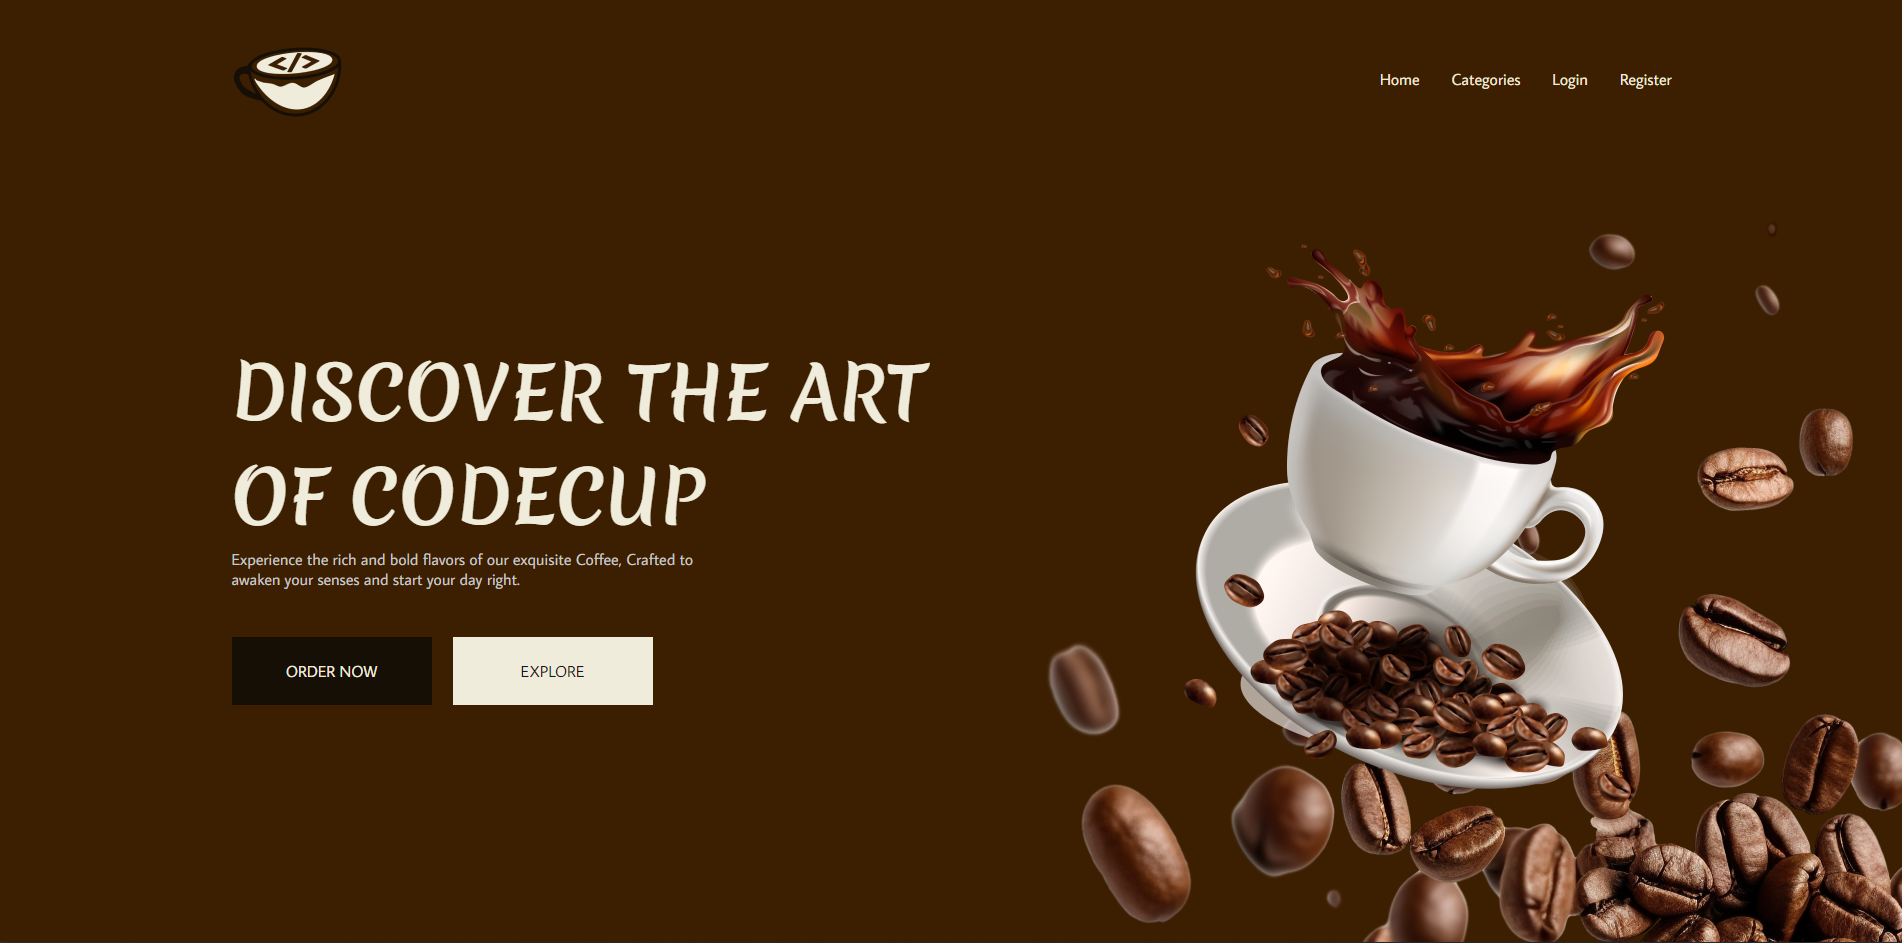 </>
Home Categories Login Register
DISCOVER THE ART
OF CODECUP
Experience the rich and bold flavors of our exquisite Coffee, Crafted to
awaken your senses and start your day right.
ORDER NOW EXPLORE